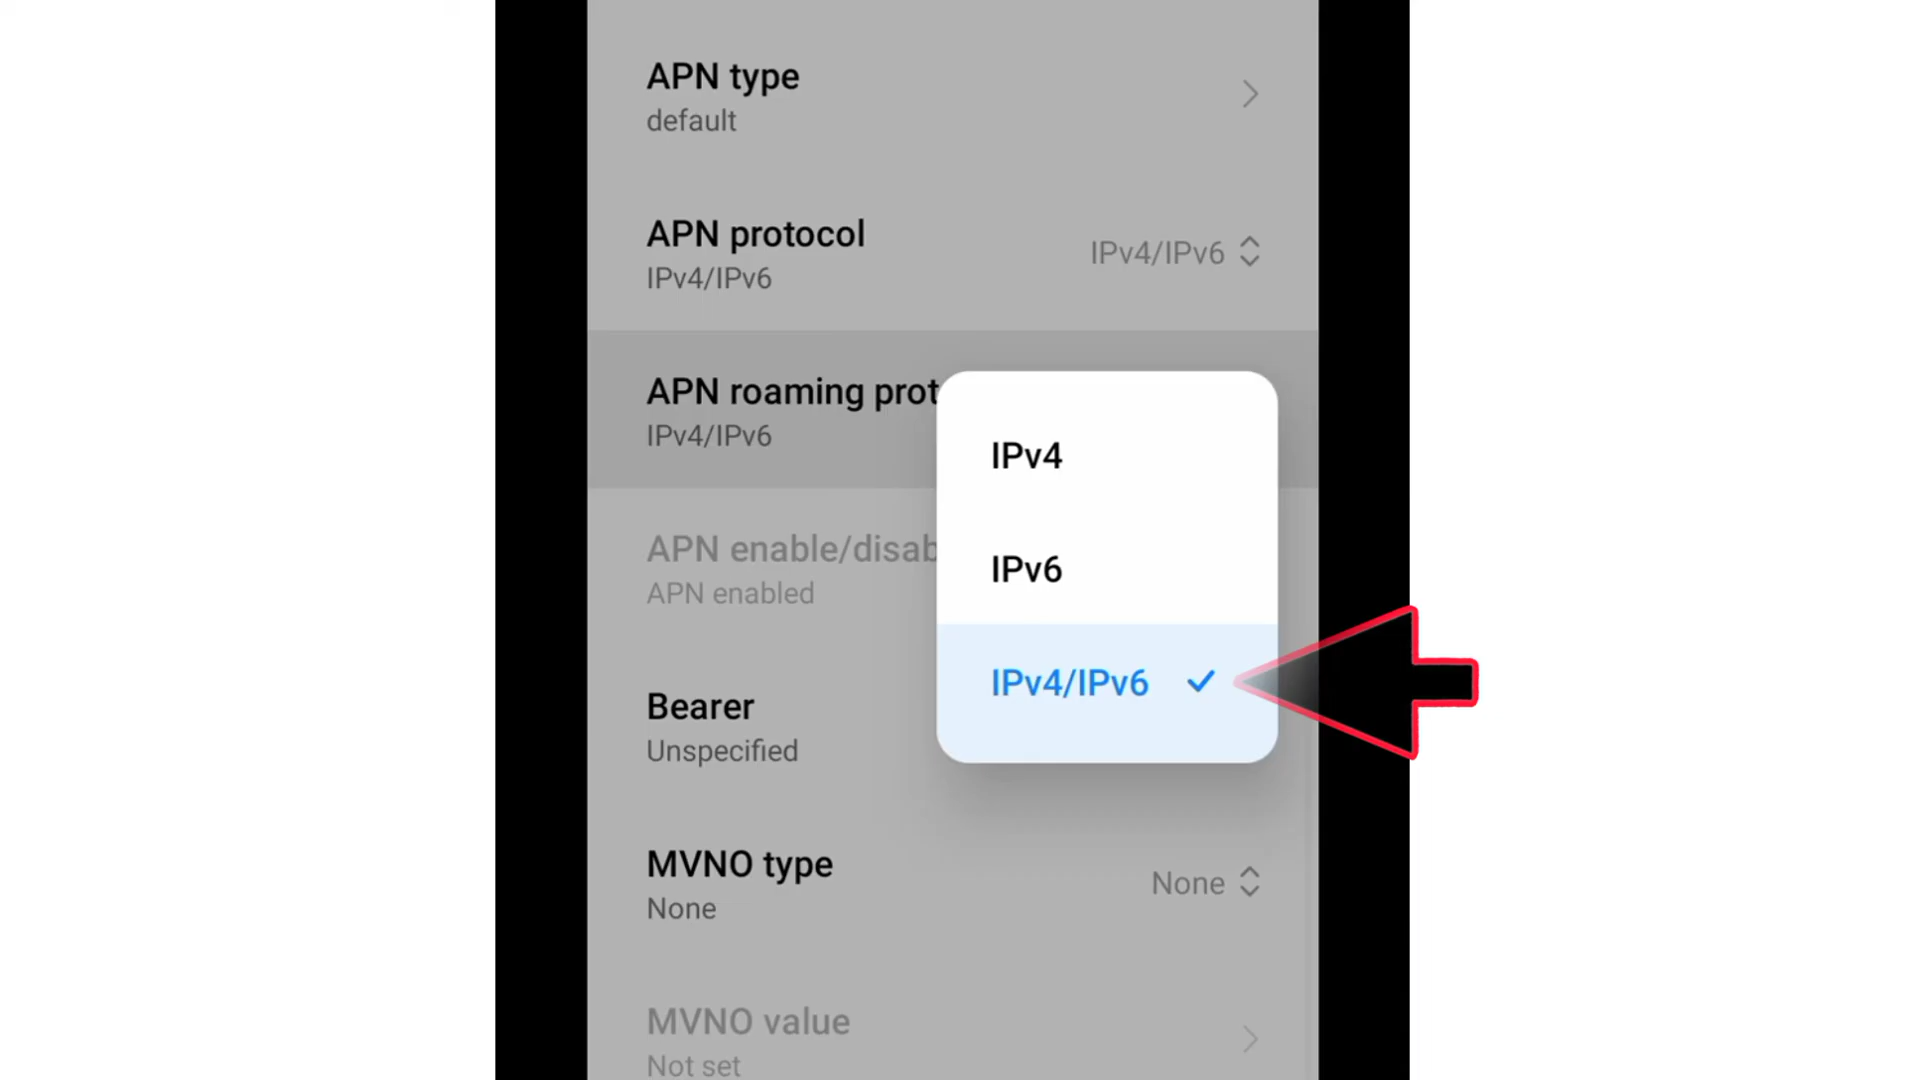 APN type
default
APN protocol
IPv4/IPv6
IPv4/IPv6
APN roaming prot
IPv4/IPv6
IPv4
IPv6
IPv4/IPv6
APN enable/disab
APN enabled
Bearer
Unspecified
MVNO type
None
None
MVNO value
Not set